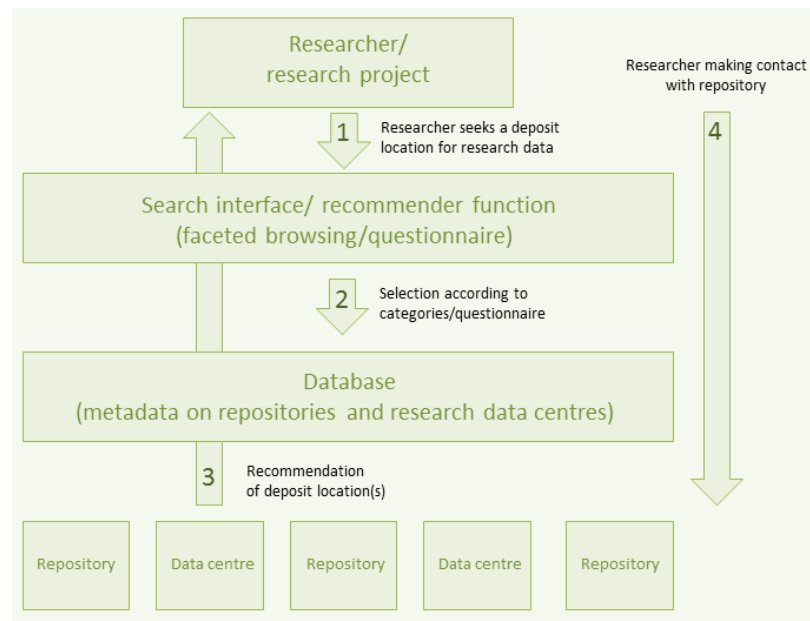 Researcher/
research project
Researcher making contact
with repository
1
Researcher seeks a deposit
location for research data
4
Search interface/ recommender function
(faceted browsing/questionnaire)
2
Selection according to
categories/questionnaire
Database
(metadata on repositories and research data centres)
3
Recommendation
of deposit location(s)
Repository
Data centre
Repository
Data centre
Repository